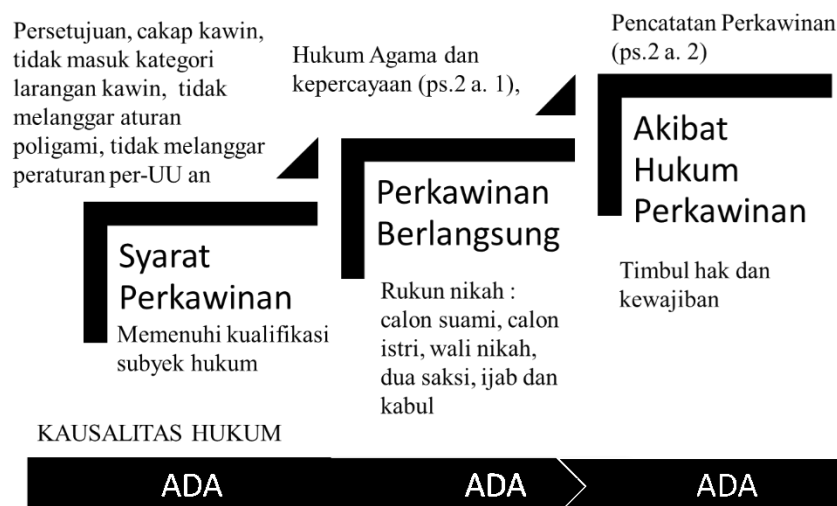 Persetujuan, cakap kawin,
tidak masuk kategori
larangan kawin,  tidak
melanggar aturan
poligami, tidak melanggar
peraturan per-UU an
Syarat
Perkawinan
Memenuhi kualifikasi
subyek hukum
Hukum Agama dan
kepercayaan (ps.2 a. 1),
Perkawinan
Berlangsung
Rukun nikah :
calon suami, calon
istri, wali nikah,
dua saksi, ijab dan
kabul
Pencatatan Perkawinan
(ps.2 a. 2)
Akibat
Hukum
Perkawinan
Timbul hak dan
kewajiban
KAUSALITAS HUKUM
ADA
ADA
ADA